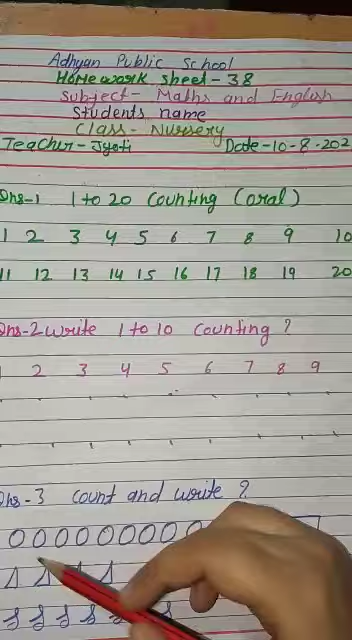 Adhyan Public School
Homework Sheet-38
Subject- Maths and English
Students name
Class- Nursery
Teacher-Jyoti Date-10-8-202
Qns-1 1 to 20 Counting (oral)
1 2 3 4 5 6 7 8 9 10
11 12 13 14 15 16 17 18 19 20
Qns-2 write 1 to 10 Counting ?
1 2 3 4 5 6 7 8 9
Qns-3 count and write ?